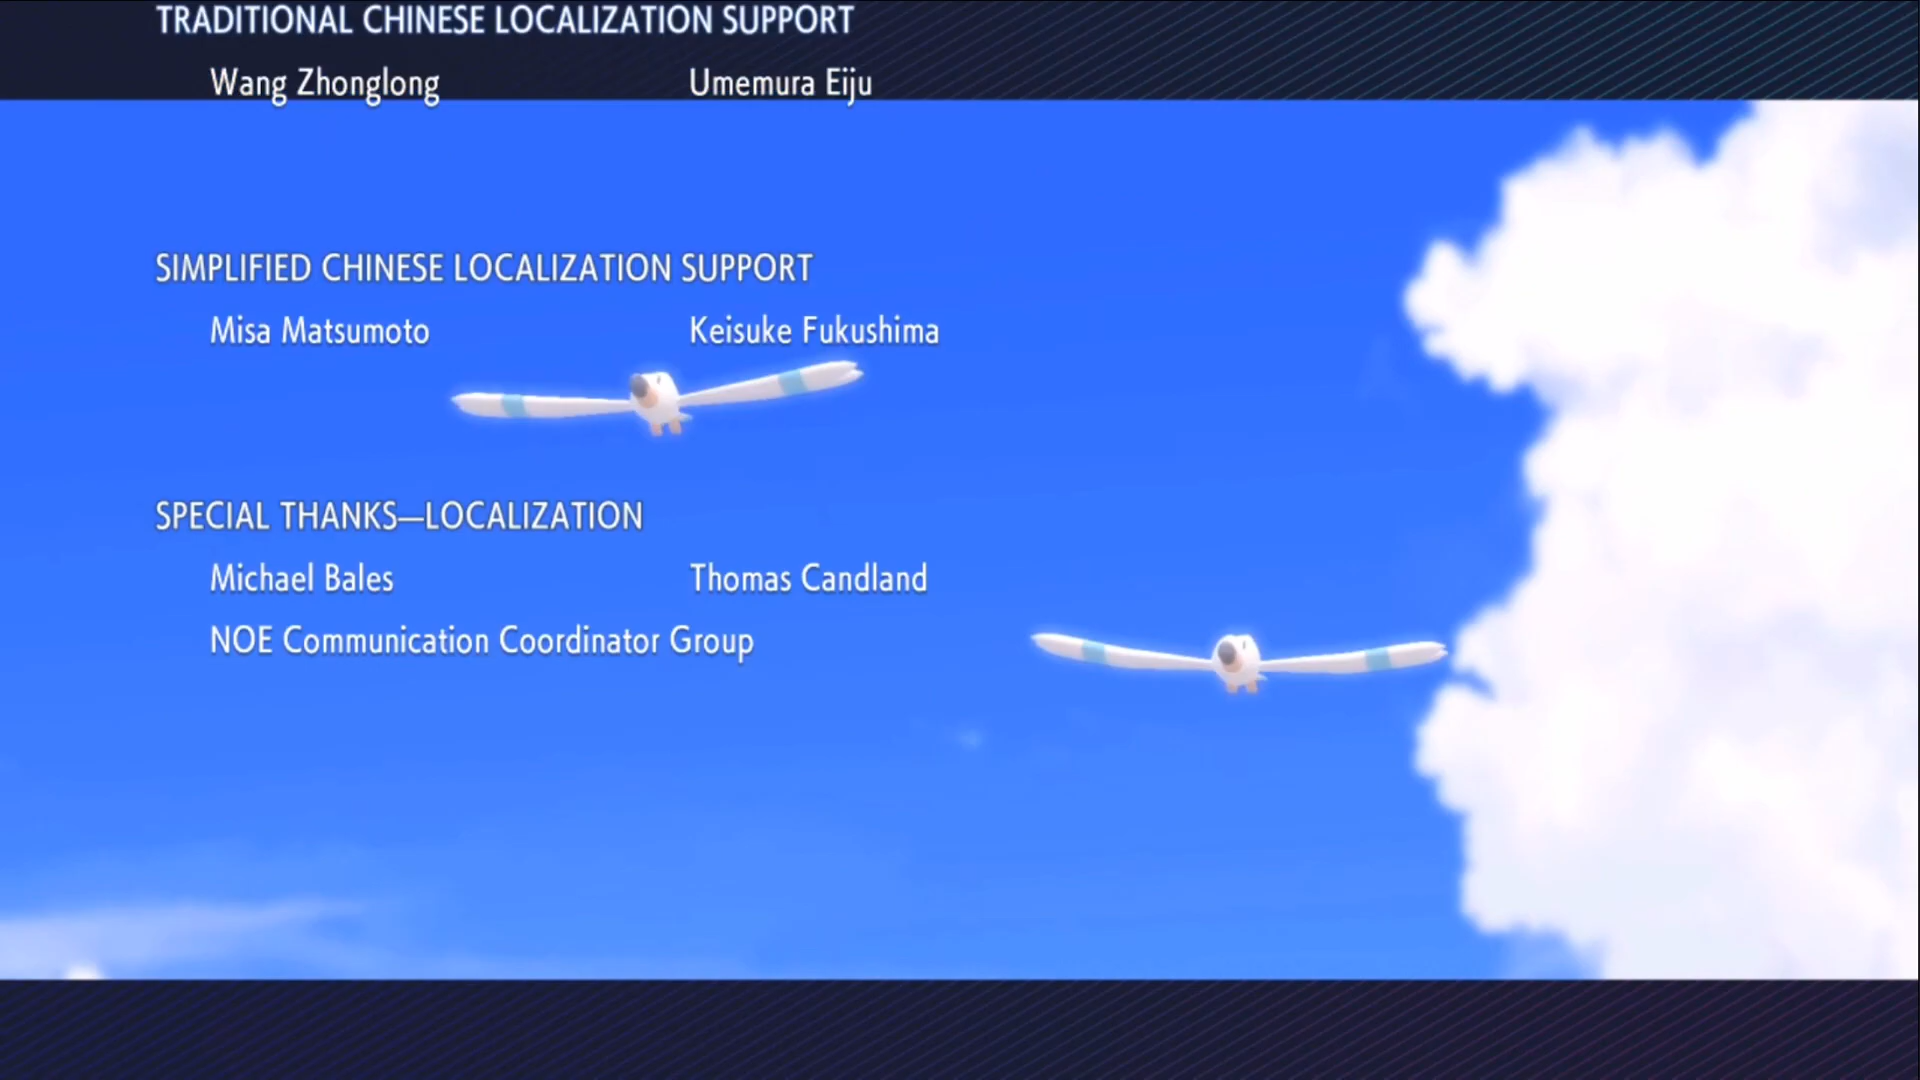 TRADITIONAL CHINESE LOCALIZATION SUPPORT
Wang Zhonglong Umemura Eiju
SIMPLIFIED CHINESE LOCALIZATION SUPPORT
Misa Matsumoto Keisuke Fukushima
SPECIAL THANKS—LOCALIZATION
Michael Bales Thomas Candland
NOE Communication Coordinator Group